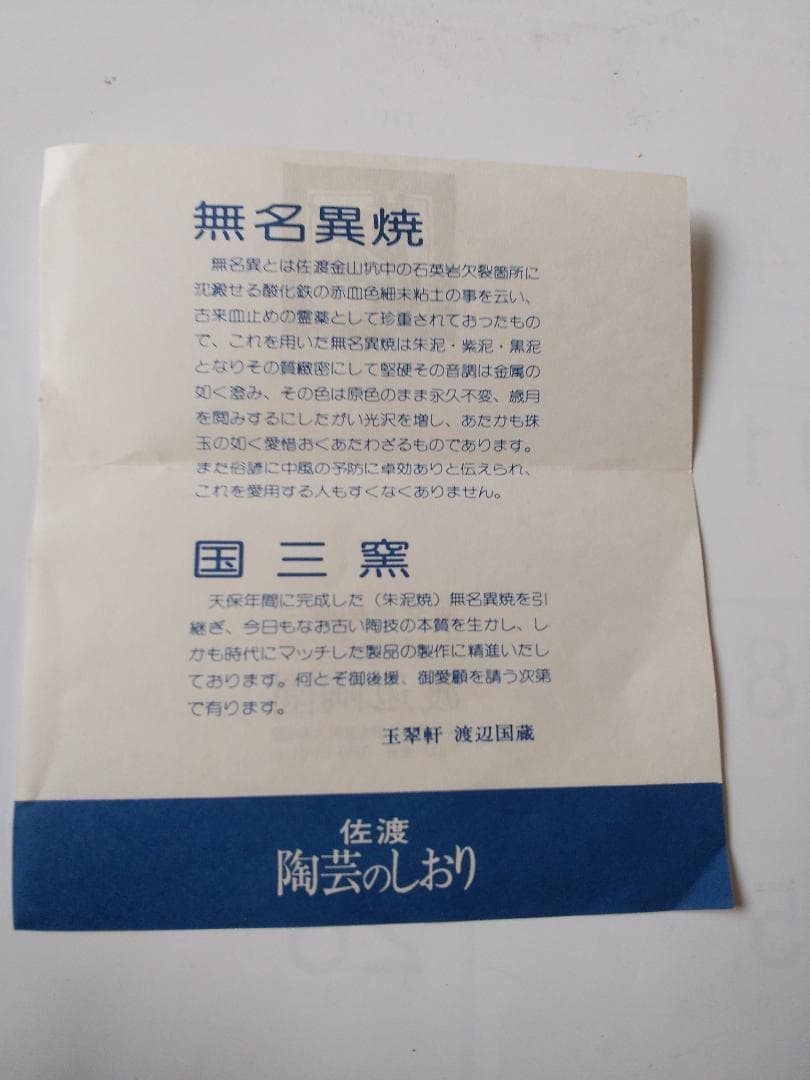 無名異焼
無名異とは佐渡金山坑中の石英岩欠裂箇所に
沈澱せる酸化鉄の赤血色細末粘土の事を云い、
古来血止めの霊薬として珍重されておったもの
で、これを用いた無名異焼は朱泥・紫泥・黒泥
となりその質緻密にして堅硬その音調は金属の
如く澄み、その色は原色のまま永久不変、歳月
を閲みするにしたがい光沢を増し、あたかも珠
玉の如く愛惜おくあたわざるものであります。
また俗諺に中風の予防に卓効ありと伝えられ、
これを愛用する人もすくなくありません。
国三窯
天保年間に完成した（朱泥焼）無名異焼を引
継ぎ、今日もなお古い陶技の本質を生かし、し
かも時代にマッチした製品の製作に精進いたし
ております。何とぞ御後援、御愛顧を請う次第
で有ります。
玉翠軒 渡辺国蔵
佐渡
陶芸のしおり